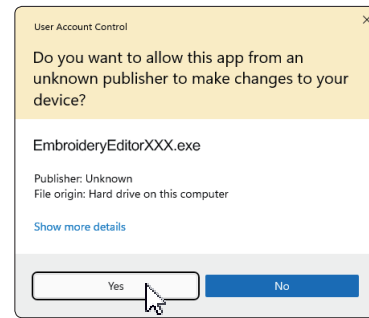 User Account Control
Do you want to allow this app from an
unknown publisher to make changes to your
device?
EmbroideryEditorXXX.exe
Publisher: Unknown
File origin: Hard drive on this computer
Show more details
Yes
No